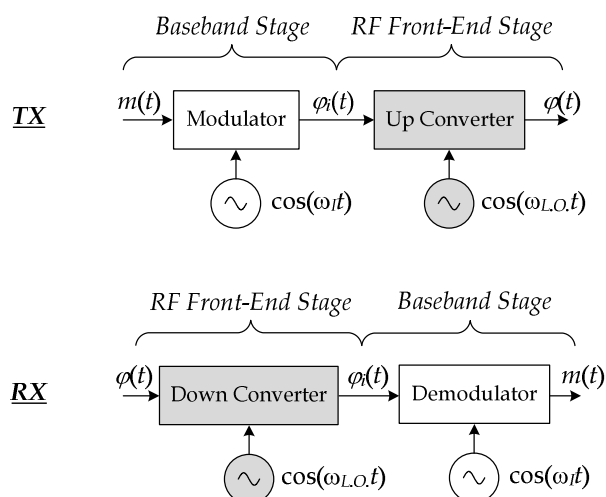 Baseband Stage RF Front-End Stage
TX m(t) Modulator φi(t) Up Converter φ(t)
cos(ωIt) cos(ωL.O.t)
RF Front-End Stage Baseband Stage
RX φ(t) Down Converter φi(t) Demodulator m(t)
cos(ωL.O.t) cos(ωIt)